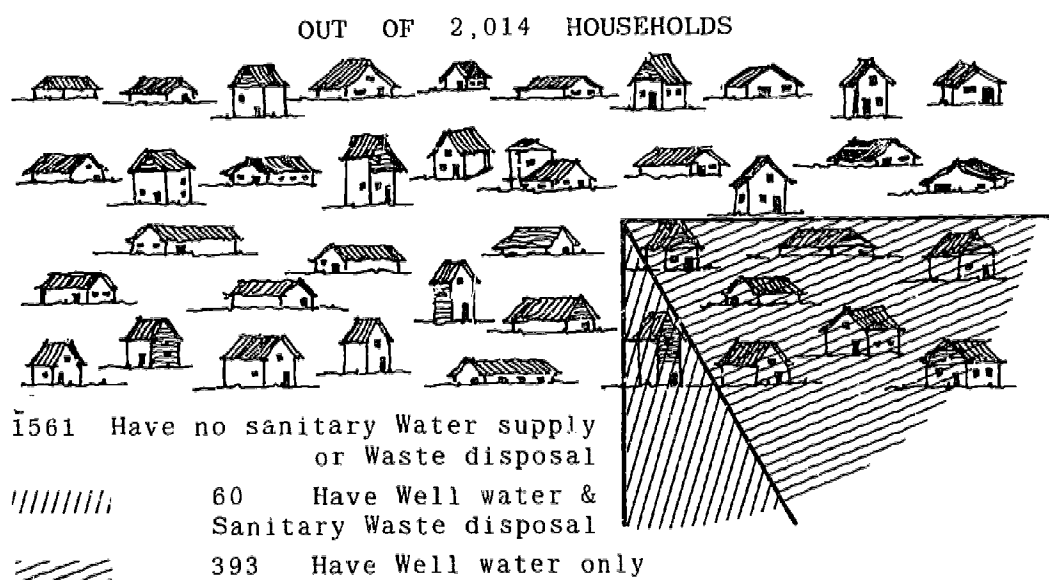 OUT OF 2,014 HOUSEHOLDS
1561 Have no sanitary Water supply
or Waste disposal
60 Have Well water &
Sanitary Waste disposal
393 Have Well water only